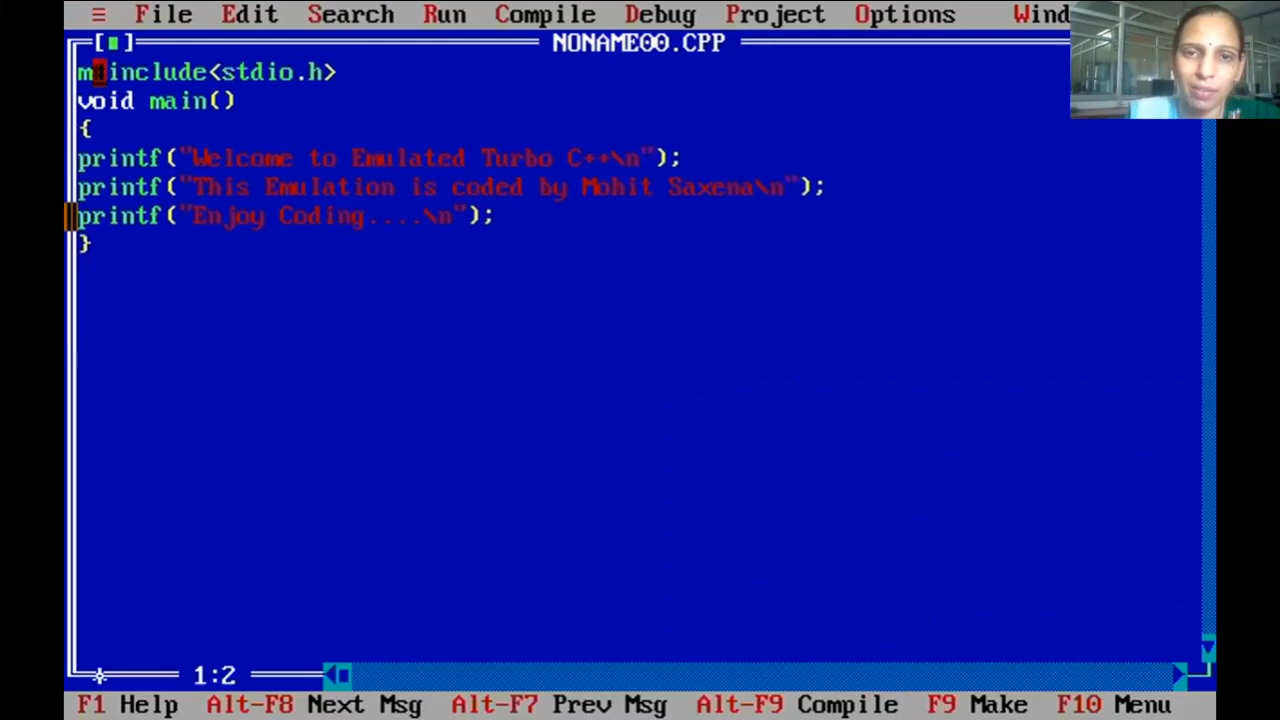 ≡ File Edit Search Run Compile Debug Project Options Wind
[■] NONAME00.CPP
m#include<stdio.h>
void main()
{
printf("Welcome to Emulated Turbo C++\n");
printf("This Emulation is coded by Mohit Saxena\n");
printf("Enjoy Coding....\n");
}
1:2
F1 Help Alt-F8 Next Msg Alt-F7 Prev Msg Alt-F9 Compile F9 Make F10 Menu